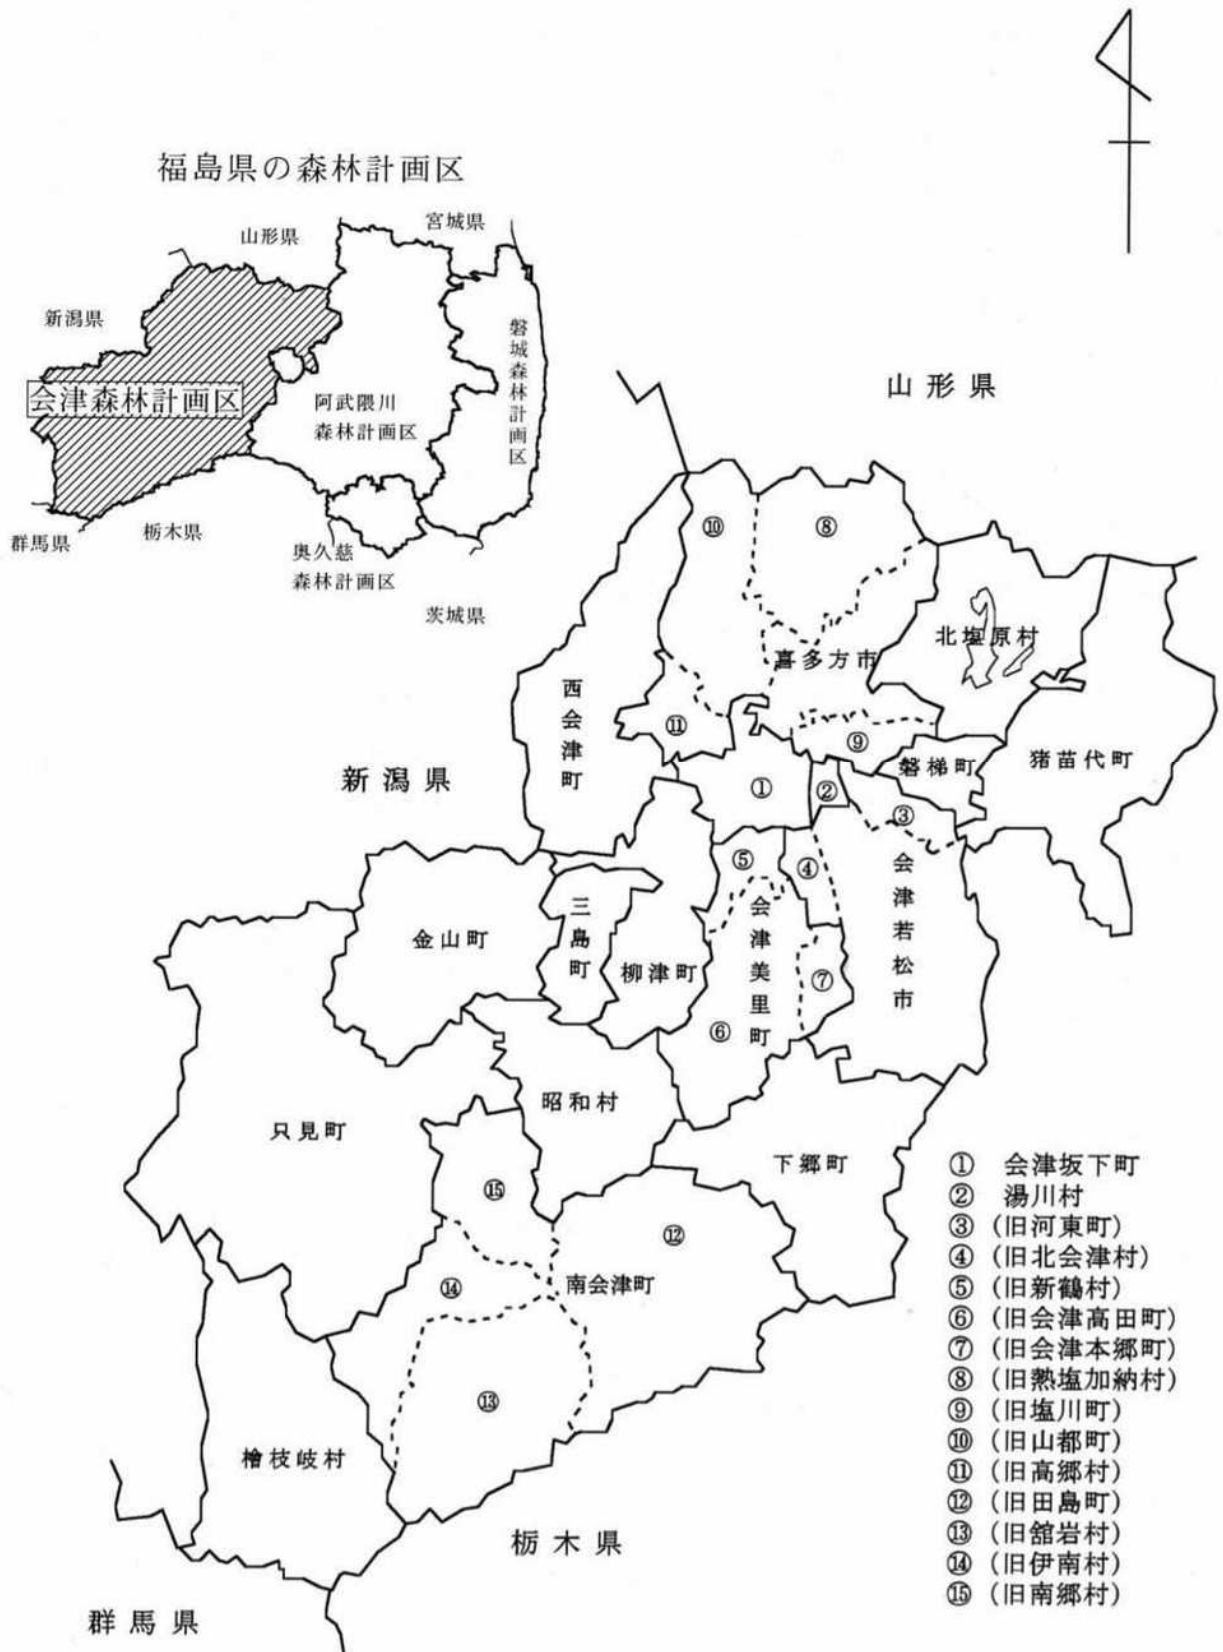 福島県の森林計画区
宮城県
山形県
新潟県
磐城森林計画区
会津森林計画区
阿武隈川
森林計画区
群馬県
栃木県
奥久慈
森林計画区
茨城県
山形県
⑩
⑧
北塩原村
喜多方市
西会津町
⑪
⑨
磐梯町
猪苗代町
新潟県
①
②
③
⑤
④
会津若松市
三島町
会津美里町
金山町
柳津町
⑦
⑥
昭和村
只見町
下郷町
⑮
⑫
南会津町
⑭
⑬
檜枝岐村
栃木県
群馬県
① 会津坂下町
② 湯川村
③ (旧河東町)
④ (旧北会津村)
⑤ (旧新鶴村)
⑥ (旧会津高田町)
⑦ (旧会津本郷町)
⑧ (旧熱塩加納村)
⑨ (旧塩川町)
⑩ (旧山都町)
⑪ (旧高郷村)
⑫ (旧田島町)
⑬ (旧舘岩村)
⑭ (旧伊南村)
⑮ (旧南郷村)